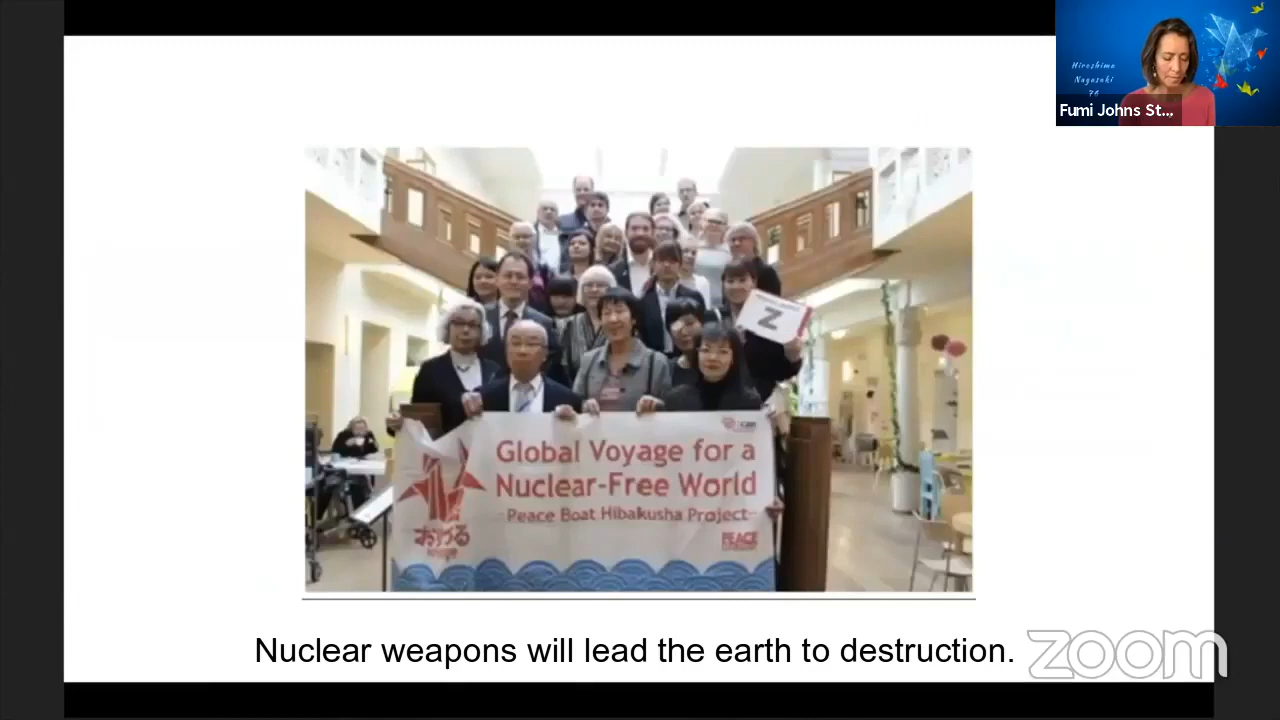 Hiroshima
Nagasaki
76
Fumi Johns St...
Z
Global Voyage for a
Nuclear-Free World
-Peace Boat Hibakusha Project-
おりづる
PEACE
Nuclear weapons will lead the earth to destruction.
zoom